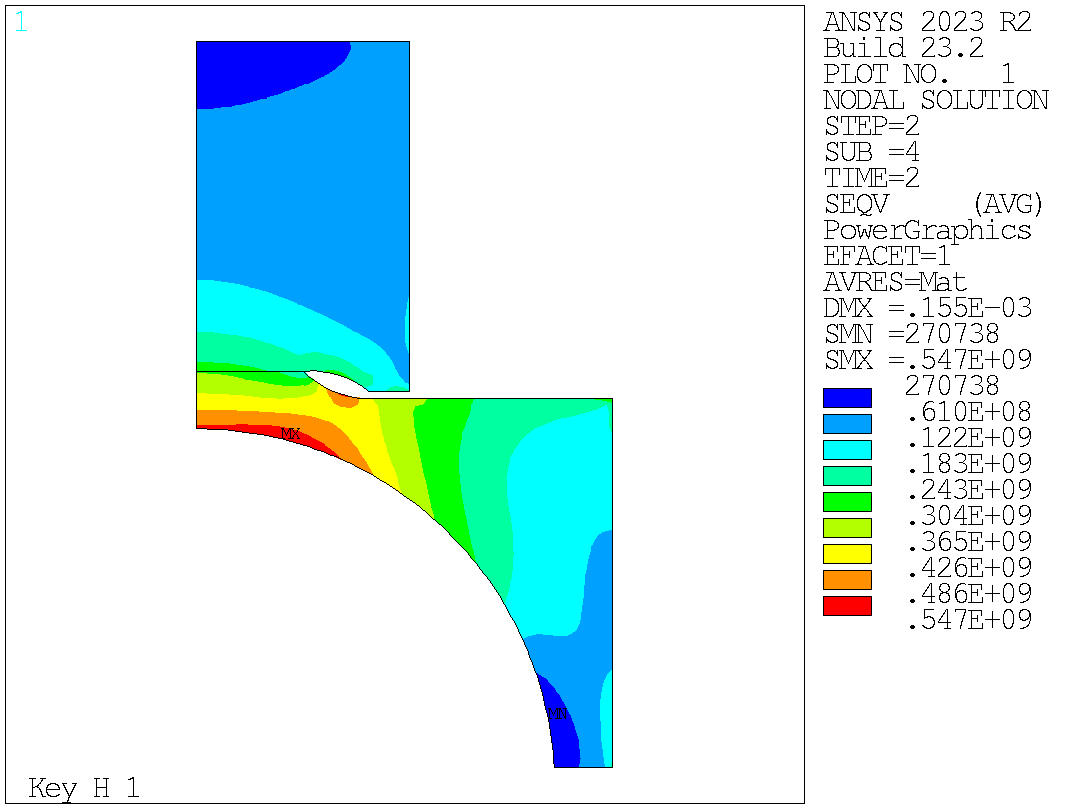 1
ANSYS 2023 R2
Build 23.2
PLOT NO. 1
NODAL SOLUTION
STEP=2
SUB =4
TIME=2
SEQV (AVG)
PowerGraphics
EFACET=1
AVRES=Mat
DMX =.155E-03
SMN =270738
SMX =.547E+09
270738
.610E+08
.122E+09
.183E+09
.243E+09
.304E+09
.365E+09
.426E+09
.486E+09
.547E+09
MX
MN
Key H 1